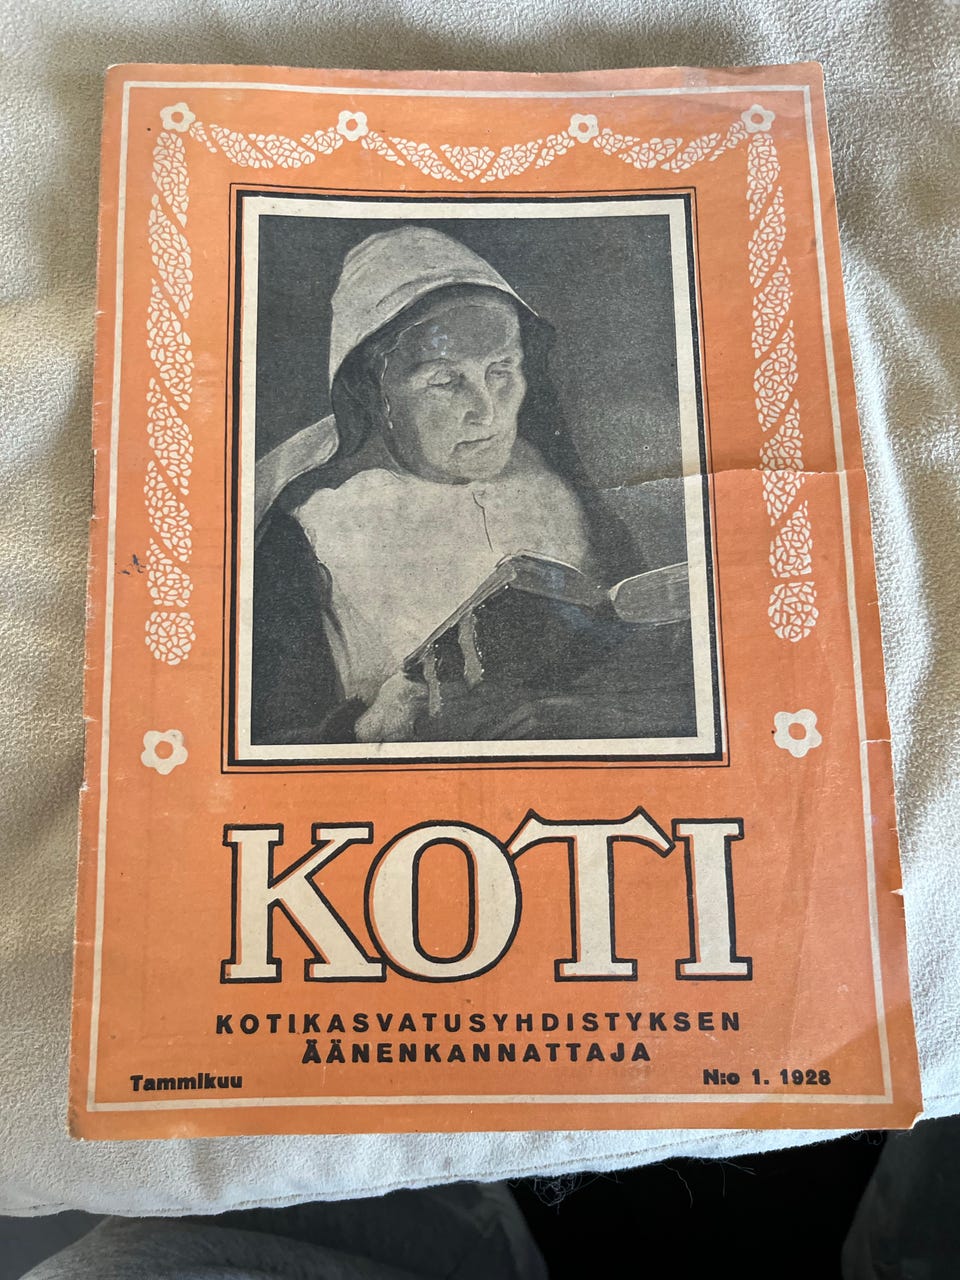 KOTI
KOTIKASVATUSYHDISTYKSEN
ÄÄNENKANNATTAJA
Tammikuu
N:o 1. 1928